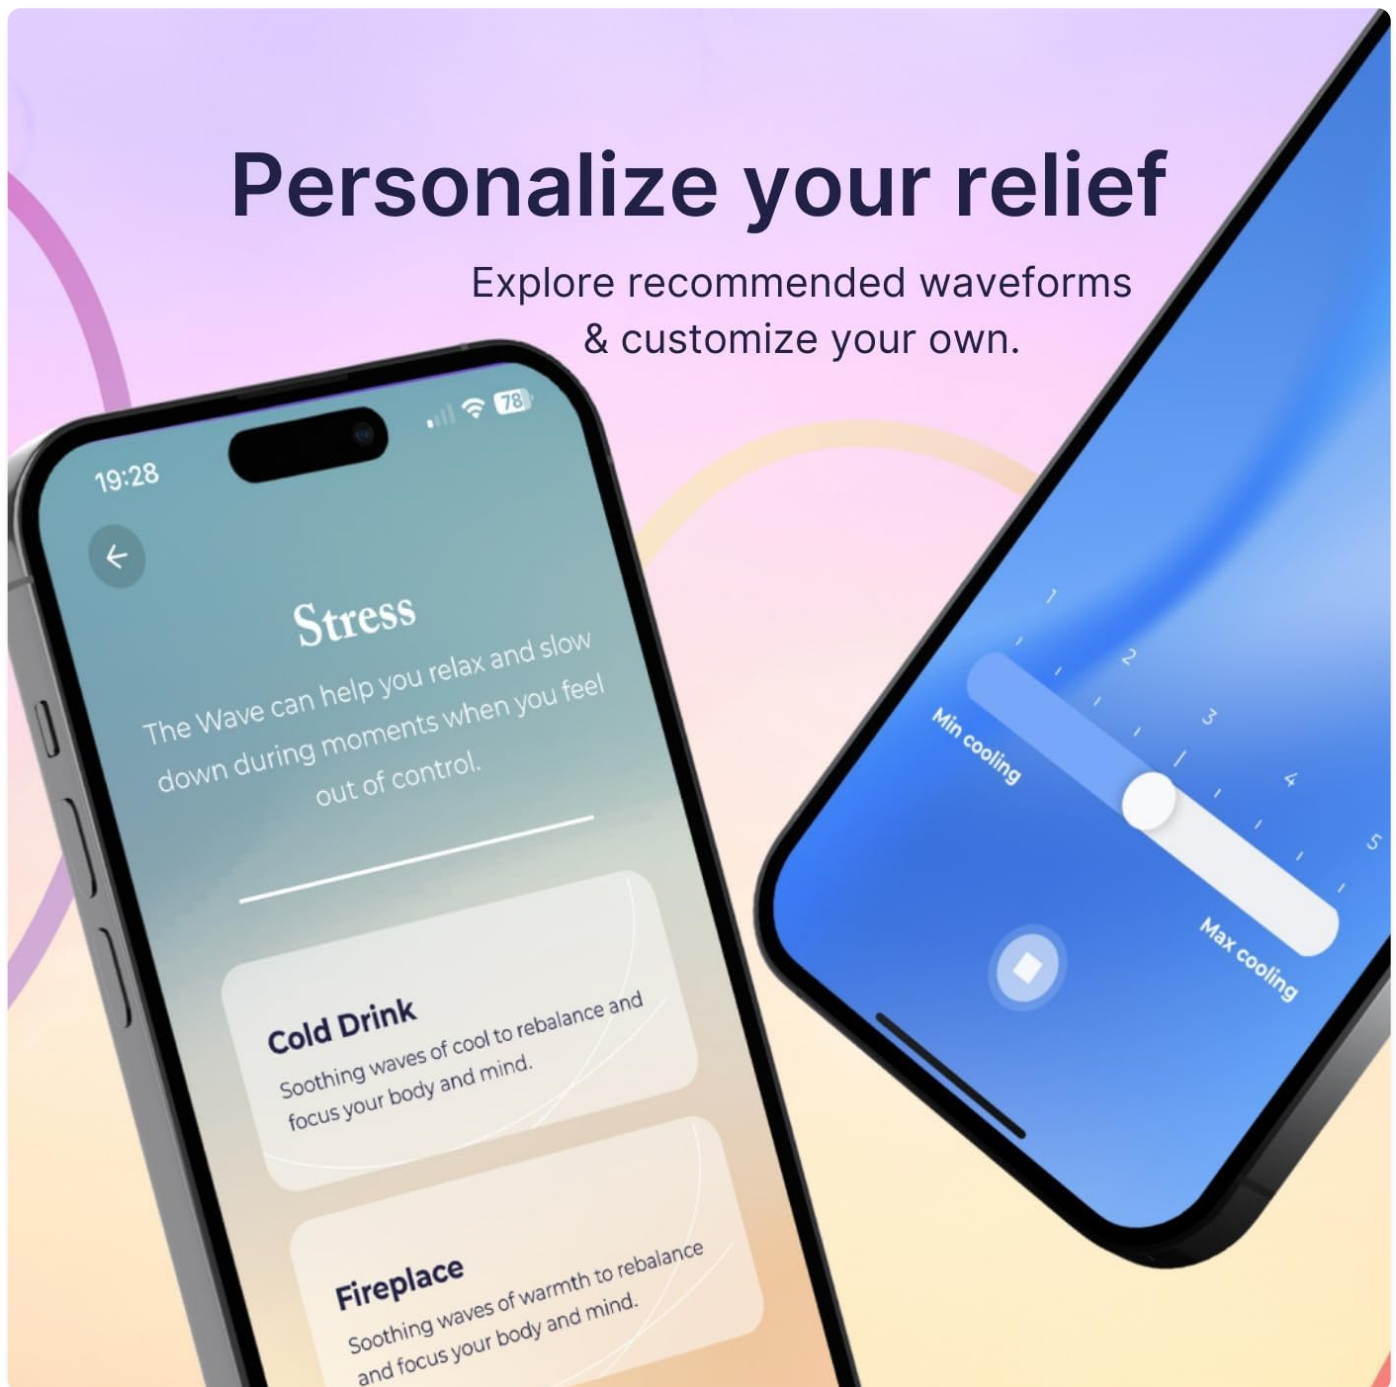 Personalize your relief
Explore recommended waveforms
& customize your own.
19:28
78
Stress
The Wave can help you relax and slow
down during moments when you feel
out of control.
Cold Drink
Soothing waves of cool to rebalance and
focus your body and mind.
Fireplace
Soothing waves of warmth to rebalance
and focus your body and mind.
1
2
3
4
5
Min cooling
Max cooling